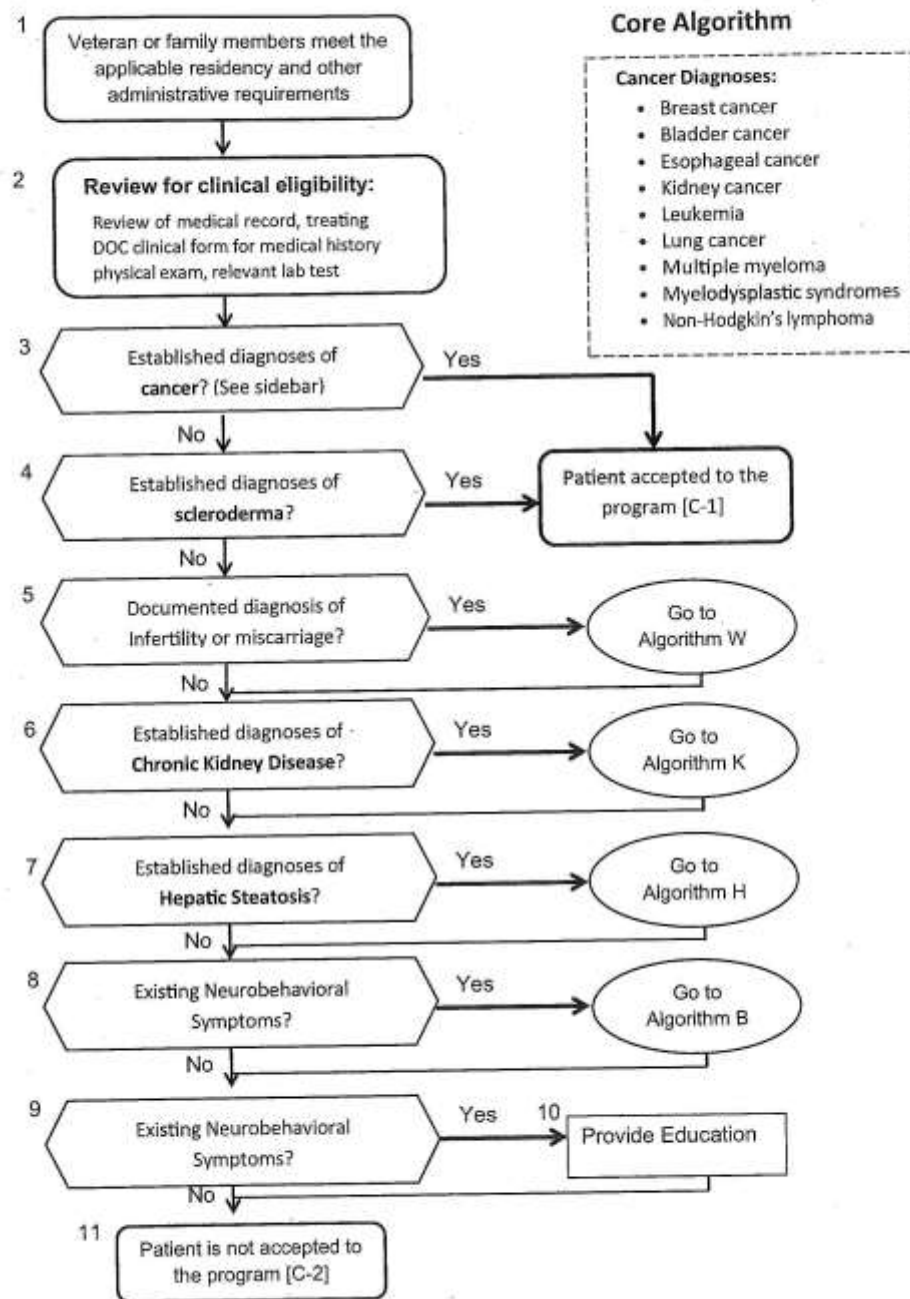 Core Algorithm
1
Veteran or family members meet the
applicable residency and other
administrative requirements
Cancer Diagnoses:
• Breast cancer
• Bladder cancer
• Esophageal cancer
• Kidney cancer
• Leukemia
• Lung cancer
• Multiple myeloma
• Myelodysplastic syndromes
• Non-Hodgkin's lymphoma
2
Review for clinical eligibility:
Review of medical record, treating
DOC clinical form for medical history
physical exam, relevant lab test
3
Established diagnoses of
cancer? (See sidebar)
Yes
No
4
Established diagnoses of
scleroderma?
Yes
Patient accepted to the
program [C-1]
No
5
Documented diagnosis of
Infertility or miscarriage?
Yes
Go to
Algorithm W
No
6
Established diagnoses of
Chronic Kidney Disease?
Yes
Go to
Algorithm K
No
7
Established diagnoses of
Hepatic Steatosis?
Yes
Go to
Algorithm H
No
8
Existing Neurobehavioral
Symptoms?
Yes
Go to
Algorithm B
No
9
Existing Neurobehavioral
Symptoms?
Yes
10
Provide Education
No
11
Patient is not accepted to
the program [C-2]